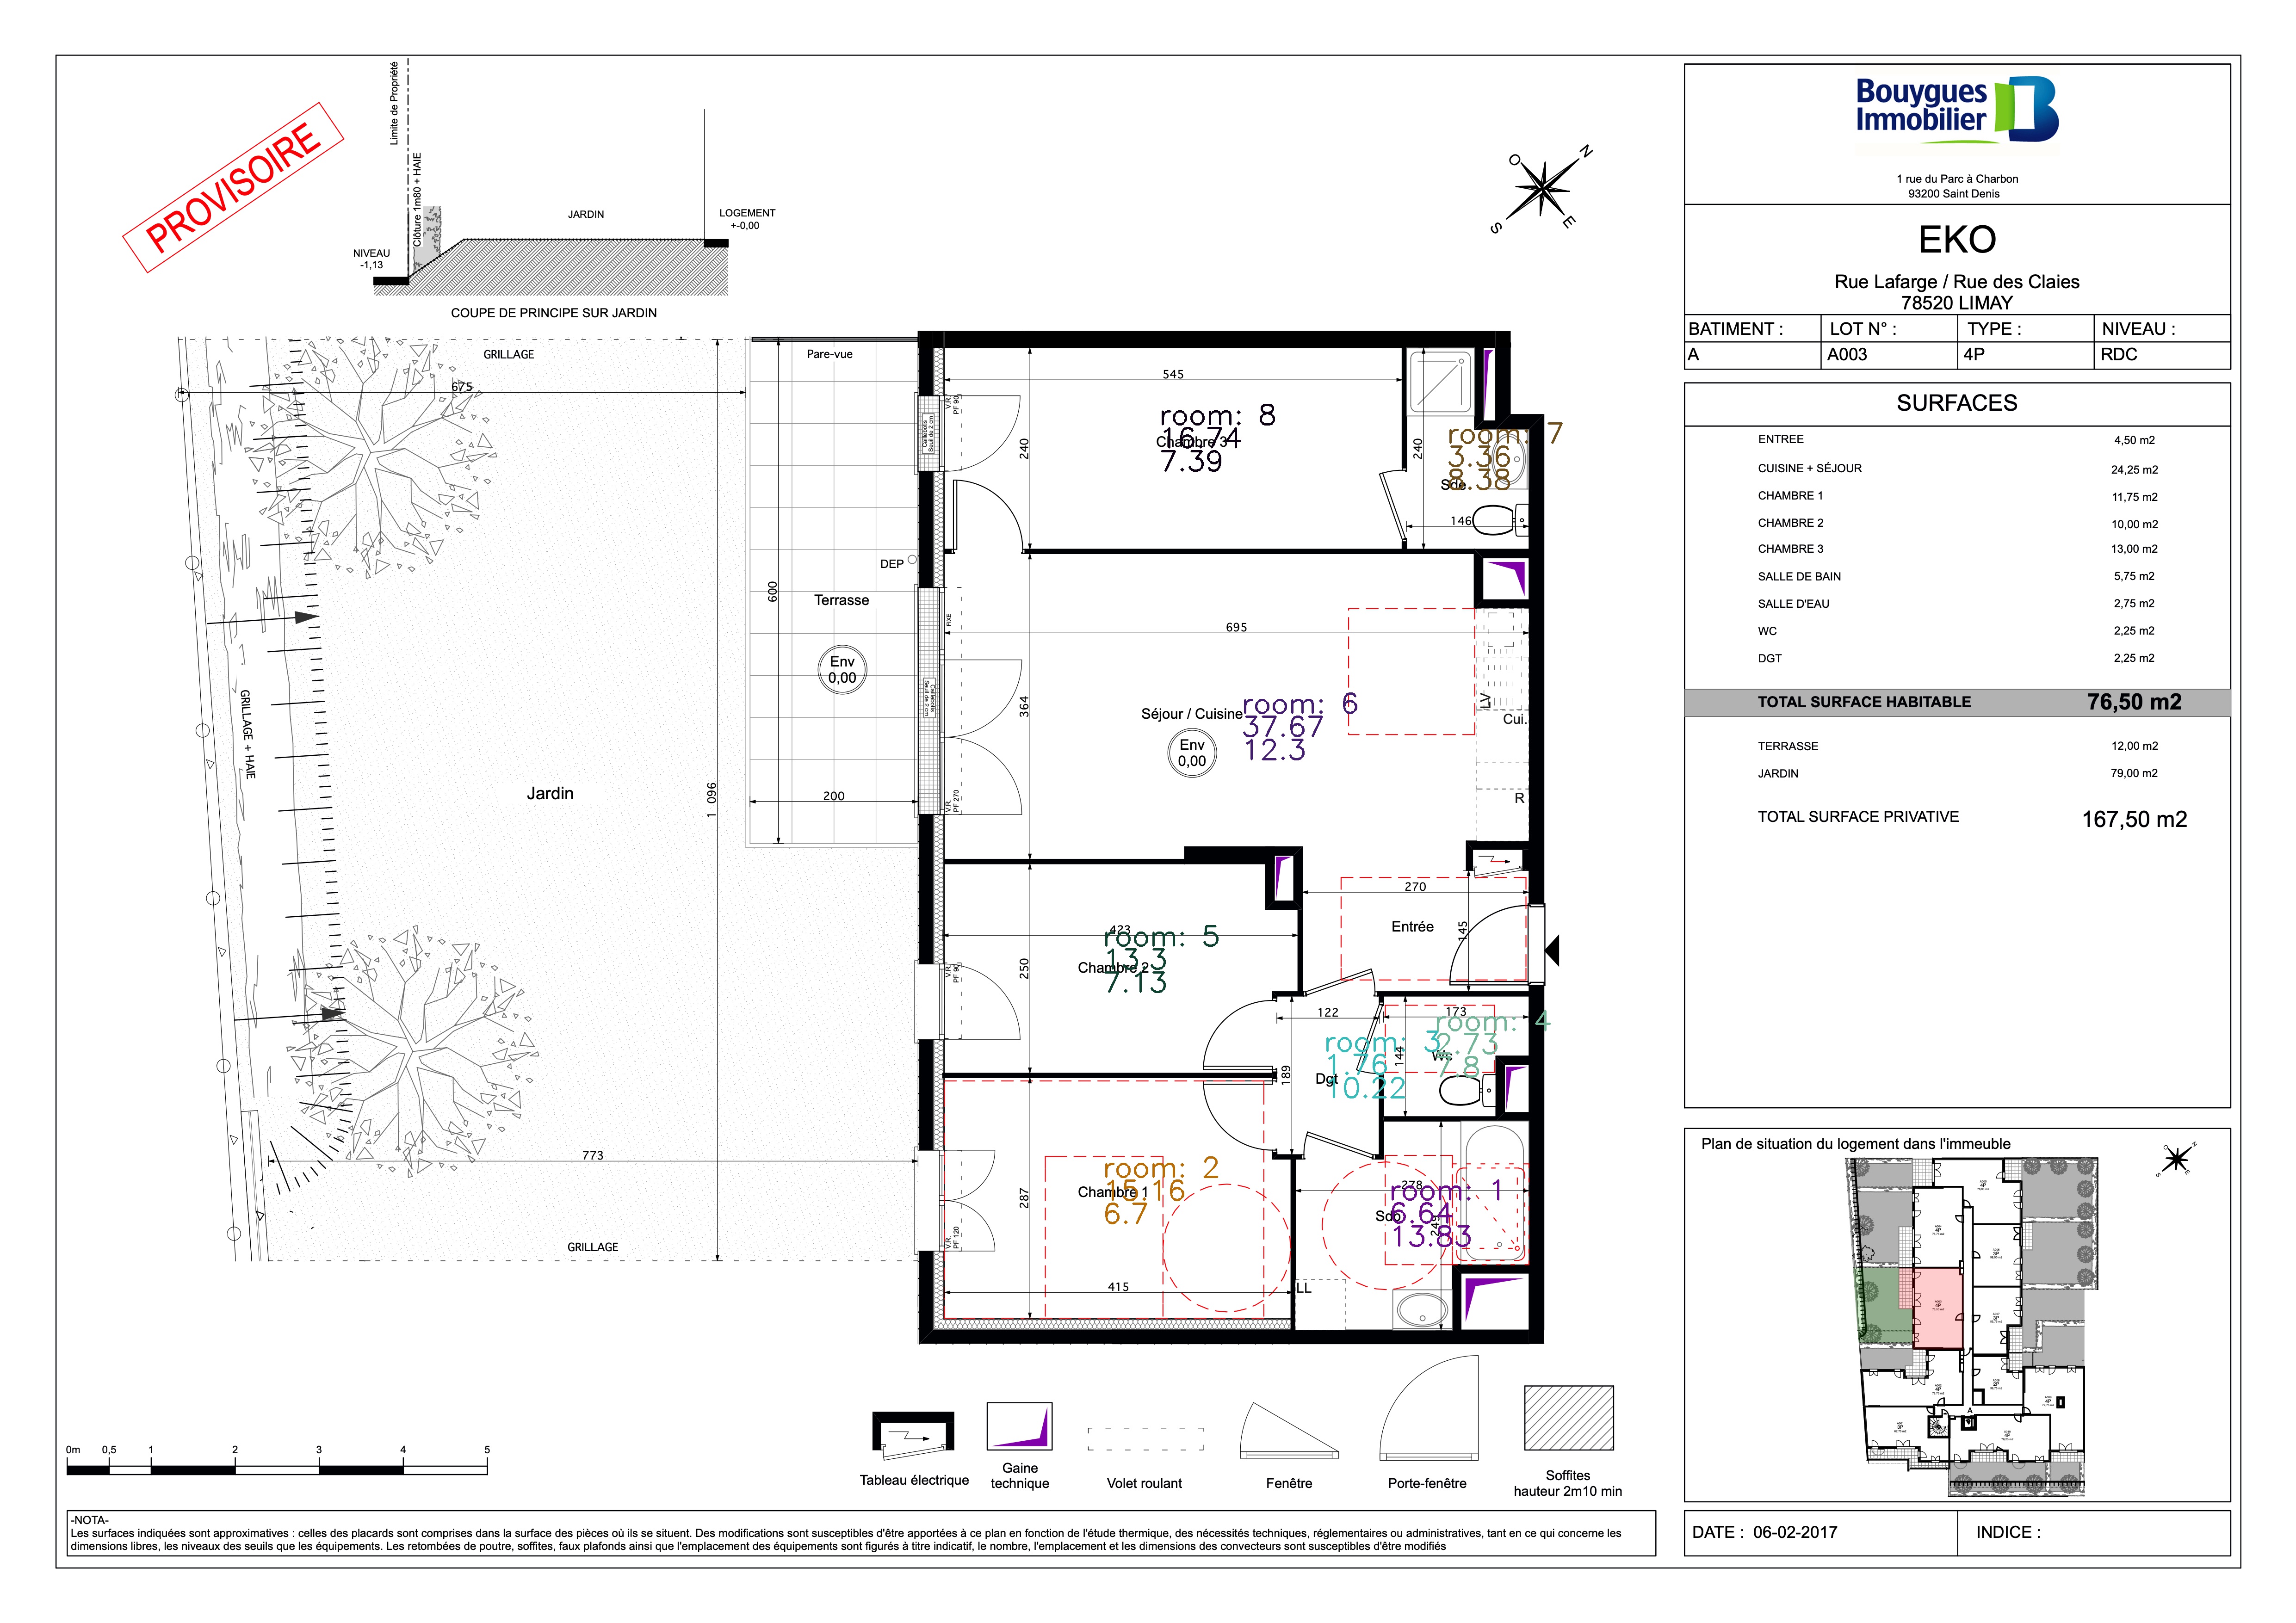 PROVISOIRE
Limite de Propriété
Clôture 1m80 + HAIE
JARDIN
LOGEMENT
+-0,00
NIVEAU
-1,13
COUPE DE PRINCIPE SUR JARDIN
O
N
S
E
GRILLAGE
Pare-vue
675
545
V.R.
PF 90
Caillebotis
Seuil de 2 cm
240
room: 8
16.74
Chambre 3
7.39
240
room: 7
3.36
8.38
Sde
146
DEP
600
Terrasse
Env
0,00
FIXE
695
364
Caillebotis
Seuil de 2 cm
GRILLAGE + HAIE
Séjour / Cuisine
room: 6
37.67
12.3
Env
0,00
LV
Cui.
R
Jardin
1 096
200
V.R.
PF 270
270
Entrée
145
423
room: 5
13.3
Chambre 2
7.13
250
V.R.
PF 90
122
173
room: 4
2.73
Wc
7.8
144
room: 3
1.76
Dgt
10.22
189
773
room: 2
15.16
Chambre 1
6.7
287
V.R.
PF 120
415
278
room: 1
6.64
Sdb
13.83
249
LL
GRILLAGE
0m 0,5 1 2 3 4 5
Tableau électrique
Gaine
technique
Volet roulant
Fenêtre
Porte-fenêtre
Soffites
hauteur 2m10 min
-NOTA-
Les surfaces indiquées sont approximatives : celles des placards sont comprises dans la surface des pièces où ils se situent. Des modifications sont susceptibles d'être apportées à ce plan en fonction de l'étude thermique, des nécessités techniques, réglementaires ou administratives, tant en ce qui concerne les
dimensions libres, les niveaux des seuils que les équipements. Les retombées de poutre, soffites, faux plafonds ainsi que l'emplacement des équipements sont figurés à titre indicatif, le nombre, l'emplacement et les dimensions des convecteurs sont susceptibles d'être modifiés
Bouygues
Immobilier
1 rue du Parc à Charbon
93200 Saint Denis
EKO
Rue Lafarge / Rue des Claies
78520 LIMAY
BATIMENT : LOT N° : TYPE : NIVEAU :
A A003 4P RDC
SURFACES
ENTREE 4,50 m2
CUISINE + SÉJOUR 24,25 m2
CHAMBRE 1 11,75 m2
CHAMBRE 2 10,00 m2
CHAMBRE 3 13,00 m2
SALLE DE BAIN 5,75 m2
SALLE D'EAU 2,75 m2
WC 2,25 m2
DGT 2,25 m2
TOTAL SURFACE HABITABLE 76,50 m2
TERRASSE 12,00 m2
JARDIN 79,00 m2
TOTAL SURFACE PRIVATIVE 167,50 m2
Plan de situation du logement dans l'immeuble
O
N
S
E
A
DATE : 06-02-2017
INDICE :